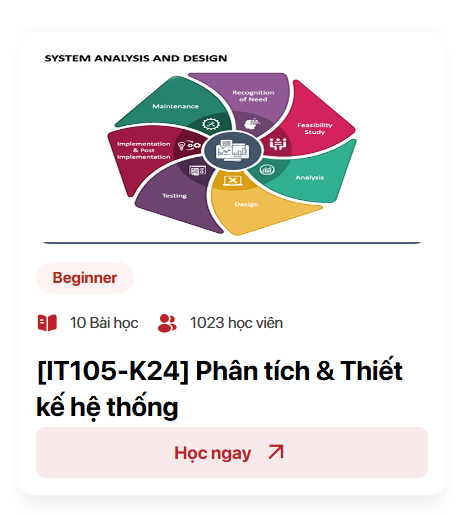 SYSTEM ANALYSIS AND DESIGN
Maintenance
Recognition
of Need
Feasibility
Study
Implementation
& Post
Implementation
Analysis
Testing
Design
Beginner
10 Bài học
1023 học viên
[IT105-K24] Phân tích & Thiết
kế hệ thống
Học ngay